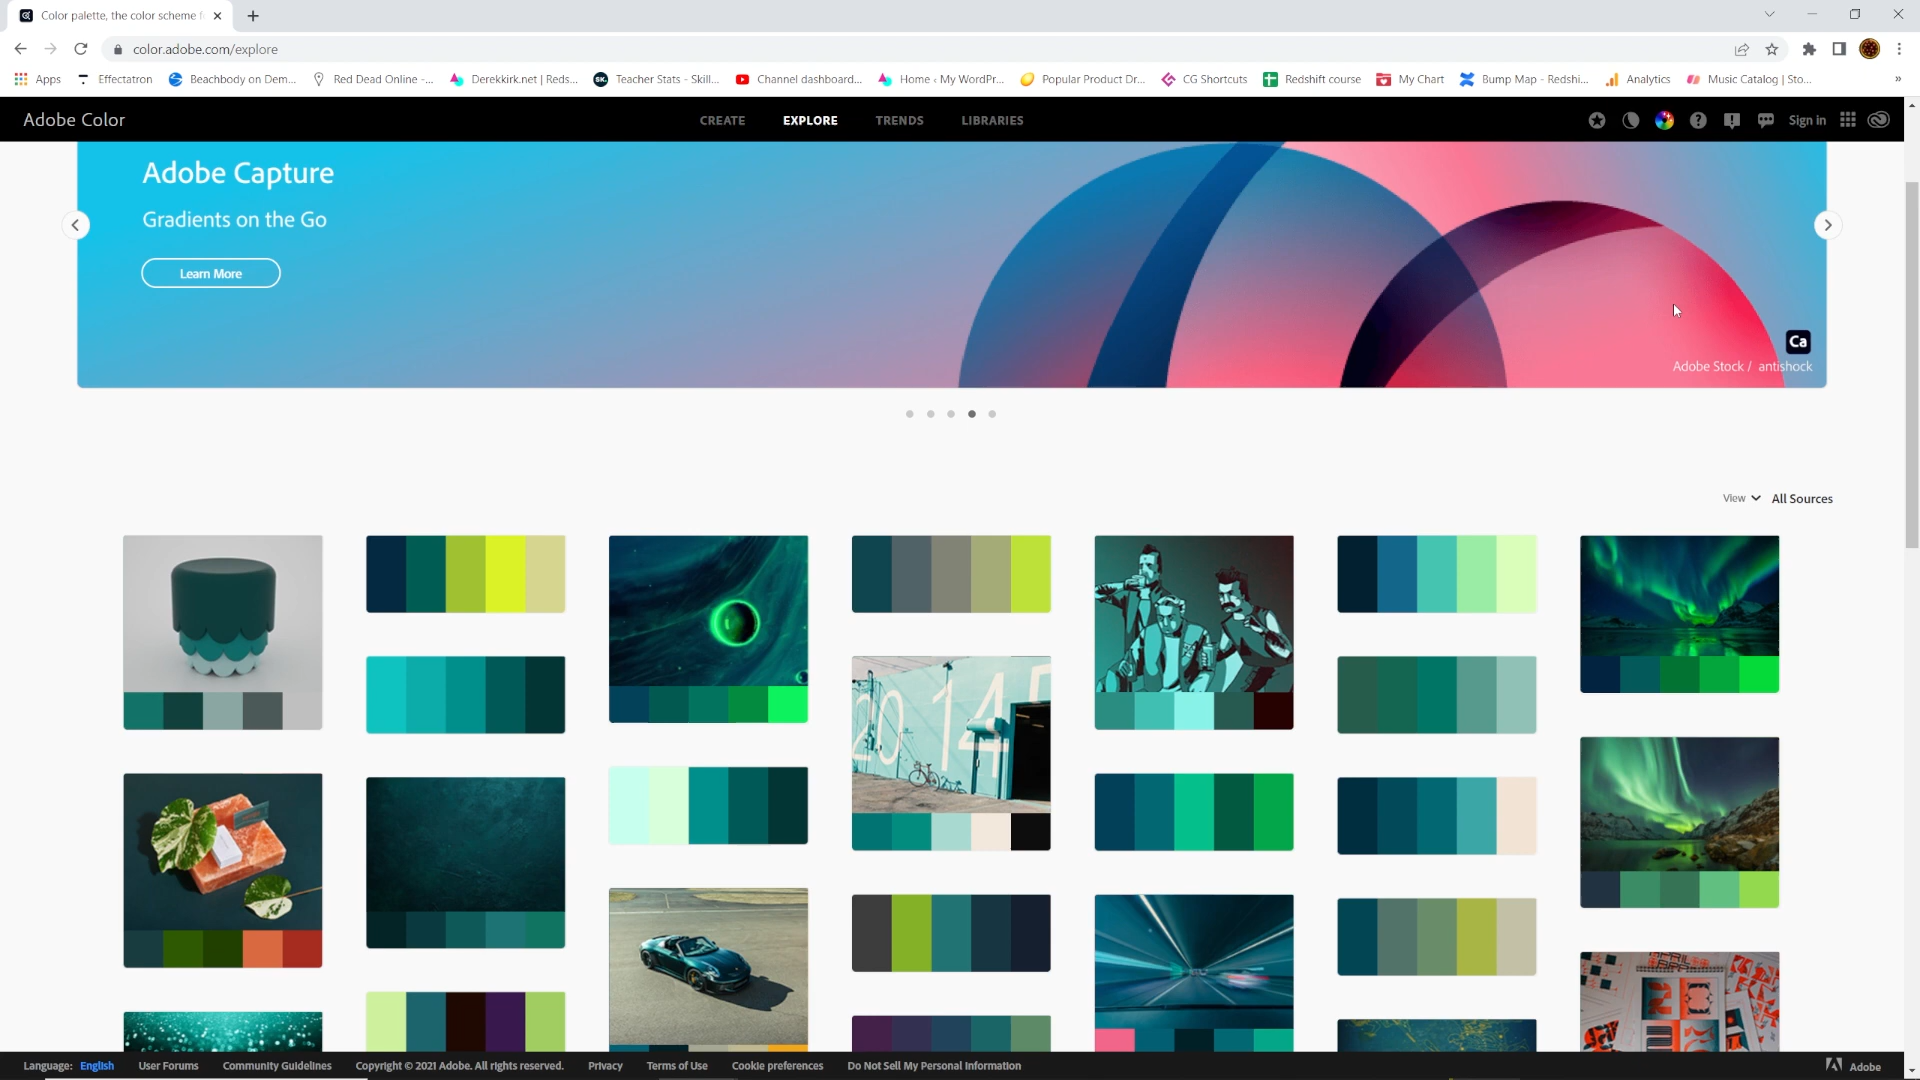 Color palette, the color scheme f
color.adobe.com/explore
Apps Effectatron Beachbody on Dem... Red Dead Online -... Derekkirk.net | Reds... Teacher Stats - Skill... Channel dashboard... Home ‹ My WordPr... Popular Product Dr... CG Shortcuts Redshift course My Chart Bump Map - Redshi... Analytics Music Catalog | Sto... »
Adobe Color CREATE EXPLORE TRENDS LIBRARIES Sign in
Adobe Capture
Gradients on the Go
Learn More
Ca
Adobe Stock / antishock
View All Sources
2014
Language: English User Forums Community Guidelines Copyright © 2021 Adobe. All rights reserved. Privacy Terms of Use Cookie preferences Do Not Sell My Personal Information Adobe